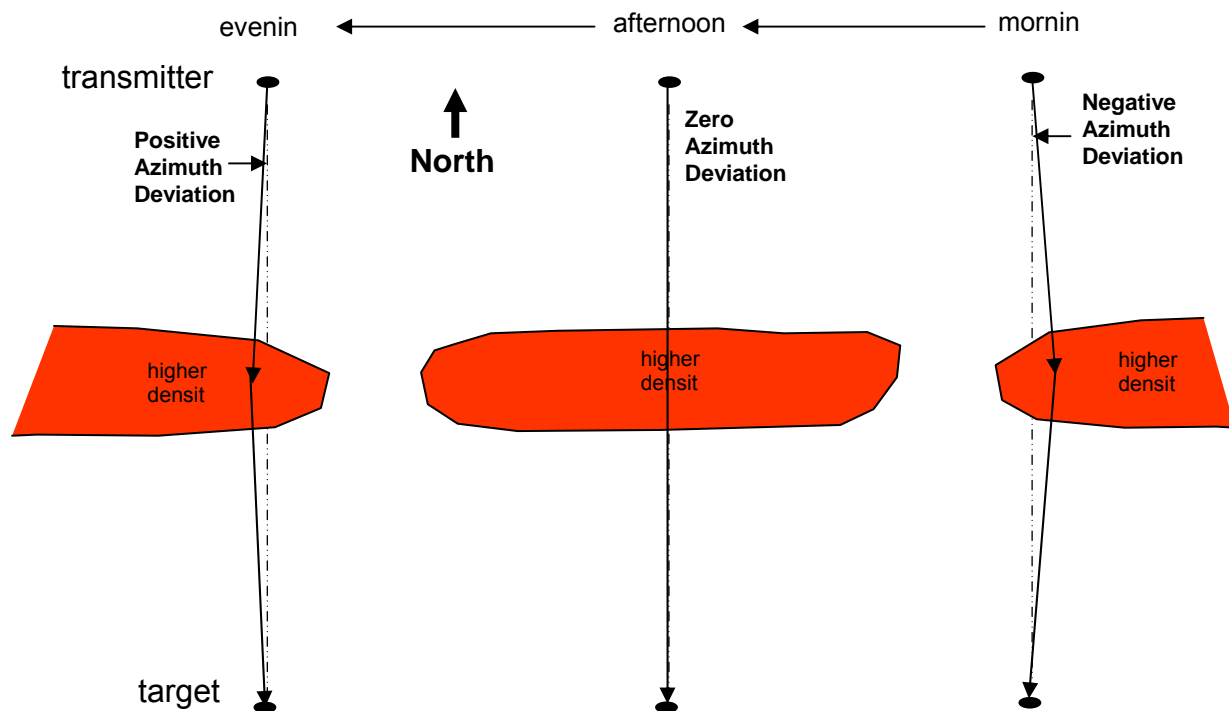 evenin
afternoon
mornin
transmitter
Positive
Azimuth
Deviation
North
Zero
Azimuth
Deviation
Negative
Azimuth
Deviation
higher
densit
higher
densit
higher
densit
target